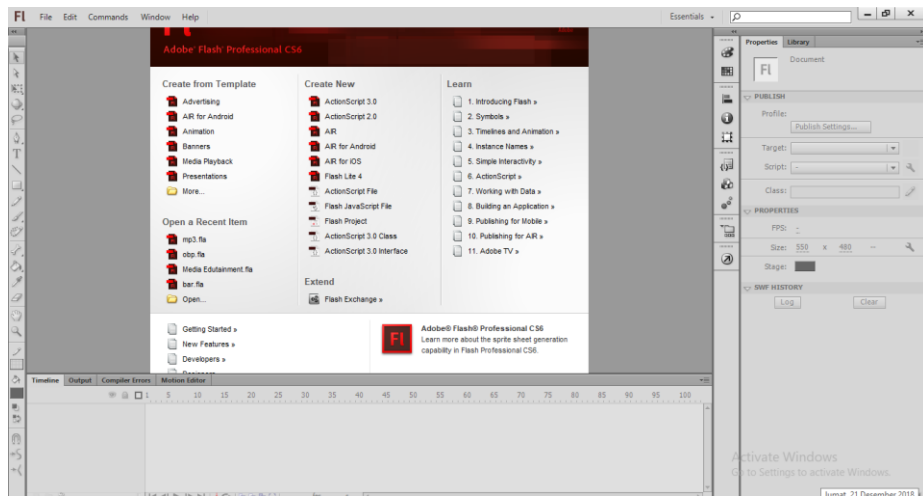 Fl File Edit Commands Window Help Essentials
Adobe® Flash® Professional CS6
Create from Template
Advertising
AIR for Android
Animation
Banners
Media Playback
Presentations
More...
Open a Recent Item
mp3.fla
obp.fla
Media Edutainment.fla
bar.fla
Open...
Create New
ActionScript 3.0
ActionScript 2.0
AIR
AIR for Android
AIR for iOS
Flash Lite 4
ActionScript File
Flash JavaScript File
Flash Project
ActionScript 3.0 Class
ActionScript 3.0 Interface
Extend
Flash Exchange »
Learn
1. Introducing Flash »
2. Symbols »
3. Timelines and Animation »
4. Instance Names »
5. Simple Interactivity »
6. ActionScript »
7. Working with Data »
8. Building an Application »
9. Publishing for Mobile »
10. Publishing for AIR »
11. Adobe TV »
Getting Started »
New Features »
Developers »
Fl
Adobe® Flash® Professional CS6
Learn more about the sprite sheet generation
capability in Flash Professional CS6.
Properties Library
Fl Document
PUBLISH
Profile:
Publish Settings...
Target:
Script: -
Class:
PROPERTIES
FPS: -
Size: 550 x 400 --
Stage:
SWF HISTORY
Log Clear
Timeline Output Compiler Errors Motion Editor
1 5 10 15 20 25 30 35 40 45 50 55 60 65 70 75 80 85 90 95 100
Activate Windows
Go to Settings to activate Windows.
Jumat, 21 Desember 2018